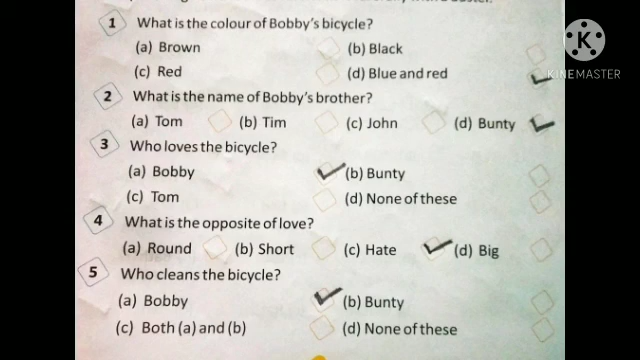 K
KINEMASTER
1 What is the colour of Bobby's bicycle?
(a) Brown (b) Black
(c) Red (d) Blue and red
2 What is the name of Bobby's brother?
(a) Tom (b) Tim (c) John (d) Bunty
3 Who loves the bicycle?
(a) Bobby (b) Bunty
(c) Tom (d) None of these
4 What is the opposite of love?
(a) Round (b) Short (c) Hate (d) Big
5 Who cleans the bicycle?
(a) Bobby (b) Bunty
(c) Both (a) and (b) (d) None of these